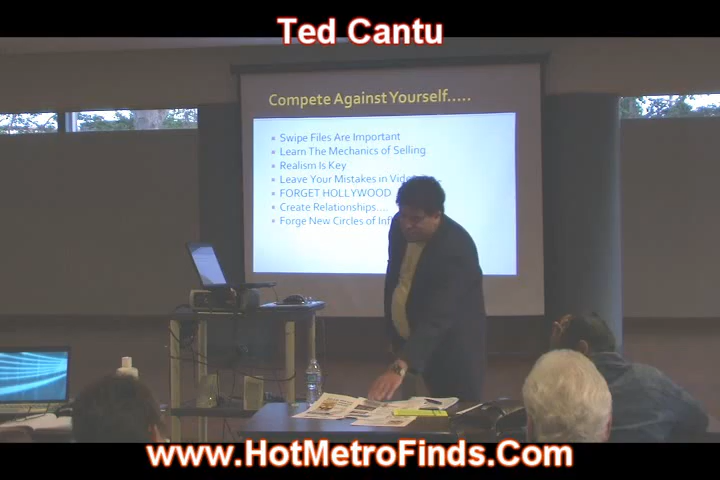 Ted Cantu
Compete Against Yourself.....
Swipe Files Are Important
Learn The Mechanics of Selling
Realism Is Key
Leave Your Mistakes in
FORGET HOLLYWOOD
Create Relationships....
Forge New Circles of
www.HotMetroFinds.Com